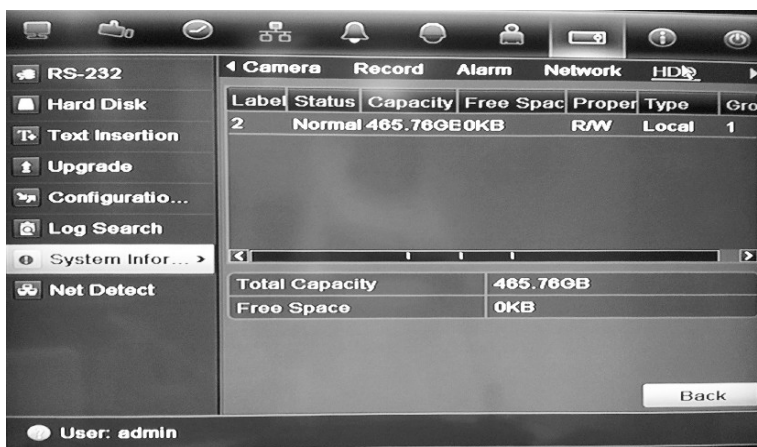 RS-232
Hard Disk
Text Insertion
Upgrade
Configuratio...
Log Search
System Infor... >
Net Detect
Camera Record Alarm Network HDD
Label Status Capacity Free Spac Proper Type Gro
2 Normal 465.76GE 0KB R/W Local 1
Total Capacity 465.76GB
Free Space 0KB
Back
User: admin